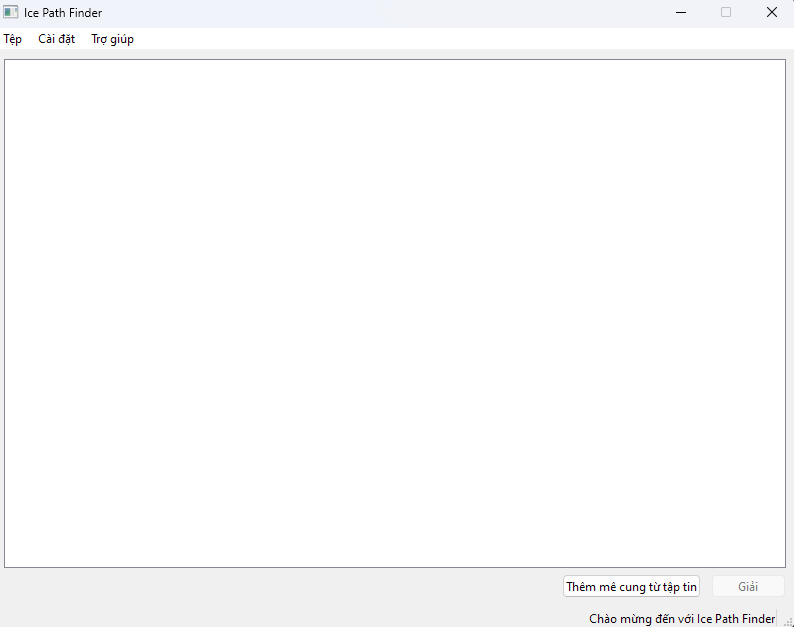 Ice Path Finder
Tệp Cài đặt Trợ giúp
Thêm mê cung từ tập tin Giải
Chào mừng đến với Ice Path Finder